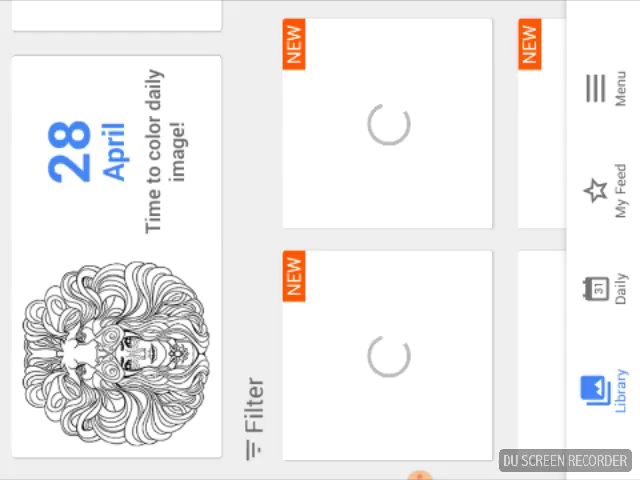 28
April
Time to color daily
image!
Filter
NEW
NEW
NEW
Library
Daily
31
My Feed
Menu
DU SCREEN RECORDER